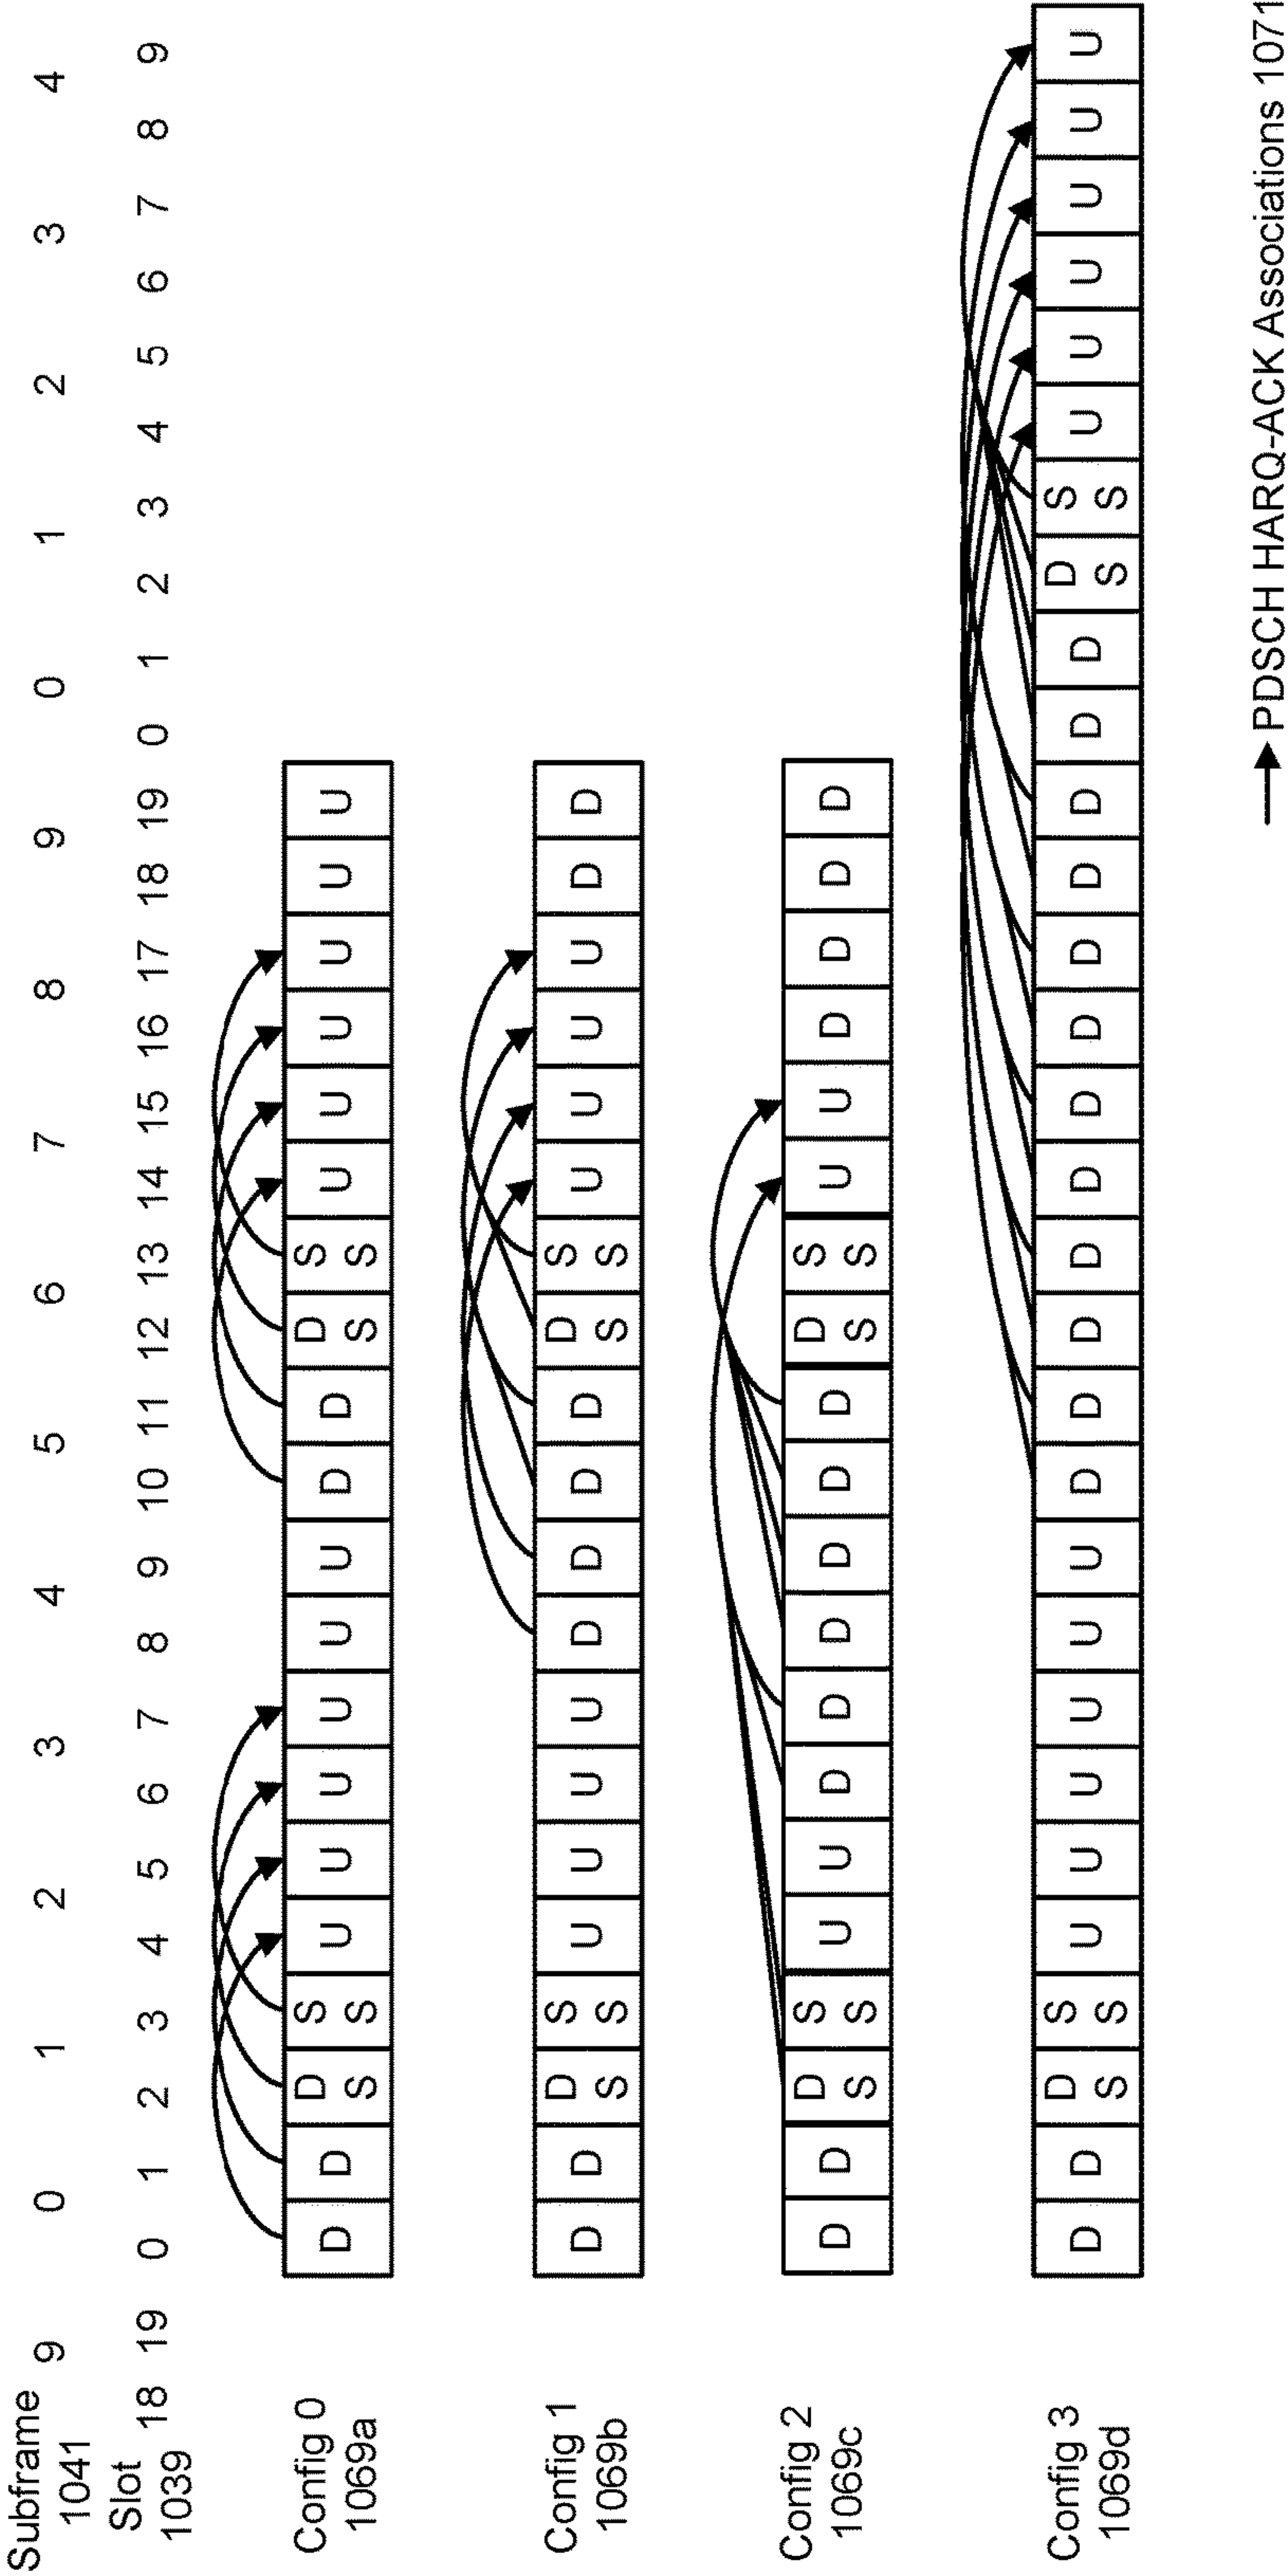 Subframe 9 0 1 2 3 4 5 6 7 8 9 0 1 2 3 4
1041
Slot
1039 18 19 0 1 2 3 4 5 6 7 8 9 10 11 12 13 14 15 16 17 18 19 0 1 2 3 4 5 6 7 8 9
Config 0 D D D S U U U U U U D D D S U U U U U U
1069a S S S S
Config 1 D D D S U U U U D D D D D S U U U U D D
1069b S S S S
Config 2 D D D S U U D D D D D D D S U U D D D D
1069c S S S S
Config 3 D D D S U U U U U U D D D D D D D D D D D D D S U U U U U U
1069d S S S S
PDSCH HARQ-ACK Associations 1071